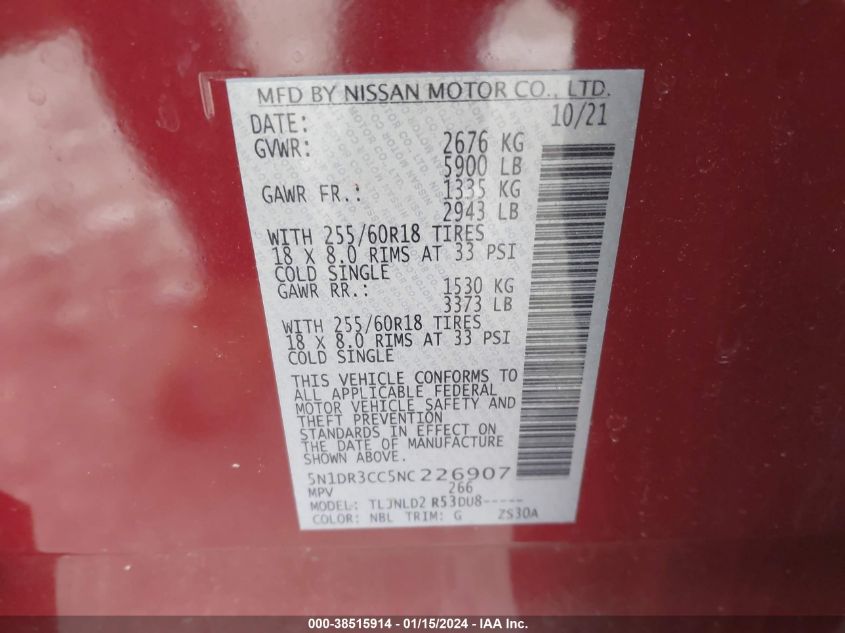 MFD BY NISSAN MOTOR CO., LTD.
DATE: 10/21
GVWR: 2676 KG
5900 LB
GAWR FR.: 1335 KG
2943 LB
WITH 255/60R18 TIRES
18 X 8.0 RIMS AT 33 PSI
COLD SINGLE
GAWR RR.: 1530 KG
3373 LB
WITH 255/60R18 TIRES
18 X 8.0 RIMS AT 33 PSI
COLD SINGLE
THIS VEHICLE CONFORMS TO
ALL APPLICABLE FEDERAL
MOTOR VEHICLE SAFETY AND
THEFT PREVENTION
STANDARDS IN EFFECT ON
THE DATE OF MANUFACTURE
SHOWN ABOVE.
5N1DR3CC5NC226907
MPV 266
MODEL: TLJNLD2 R53DU8-----
COLOR: NBL TRIM: G ZS30A
000-38515914 - 01/15/2024 - IAA Inc.